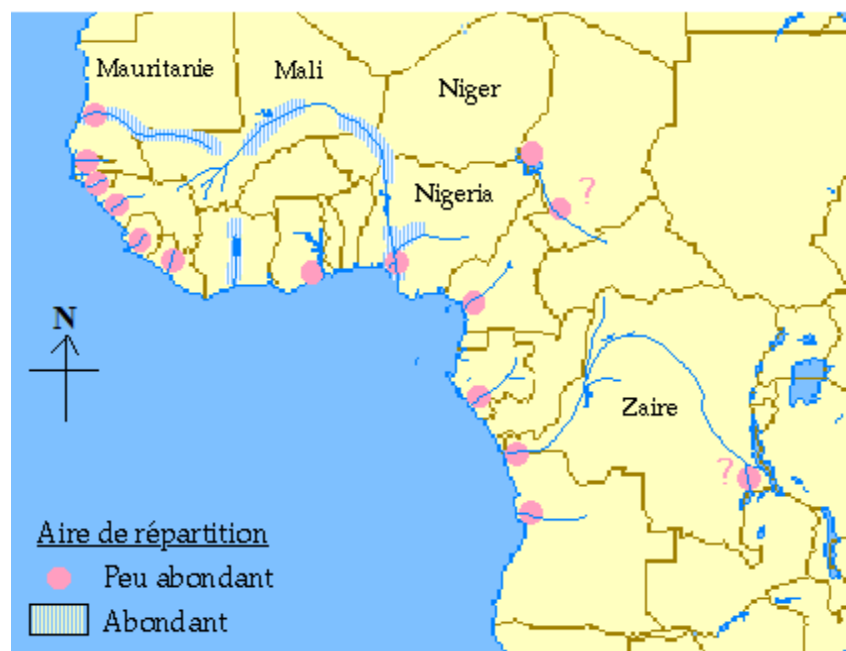 Mauritanie
Mali
Niger
Nigeria
?
N
Zaire
?
Aire de répartition
Peu abondant
Abondant